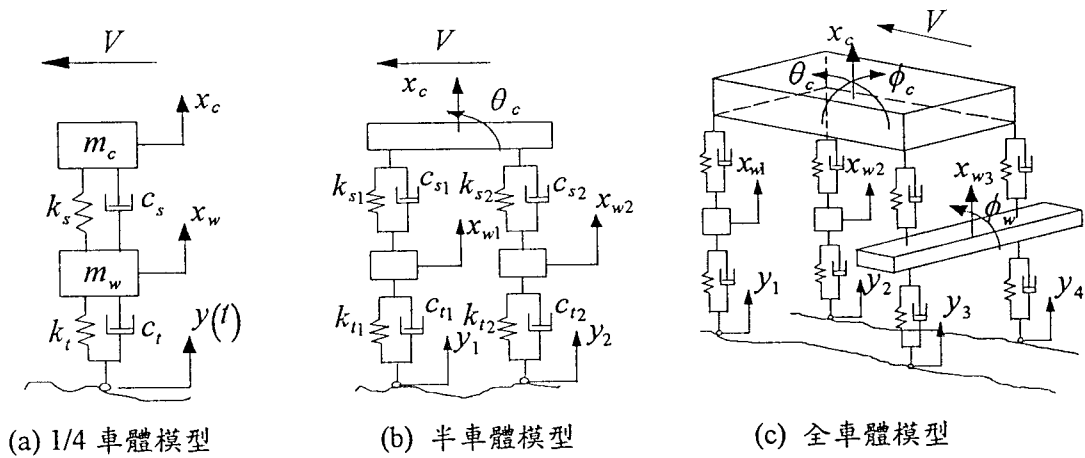 V
x_c
m_c
k_s
c_s
x_w
m_w
k_t
c_t
y(t)
(a) 1/4 車體模型
V
x_c
θ_c
k_s1
c_s1
k_s2
c_s2
x_w1
x_w2
k_t1
c_t1
k_t2
c_t2
y_1
y_2
(b) 半車體模型
V
x_c
θ_c
ϕ_c
x_w1
x_w2
x_w3
ϕ_w
y_1
y_2
y_3
y_4
(c) 全車體模型